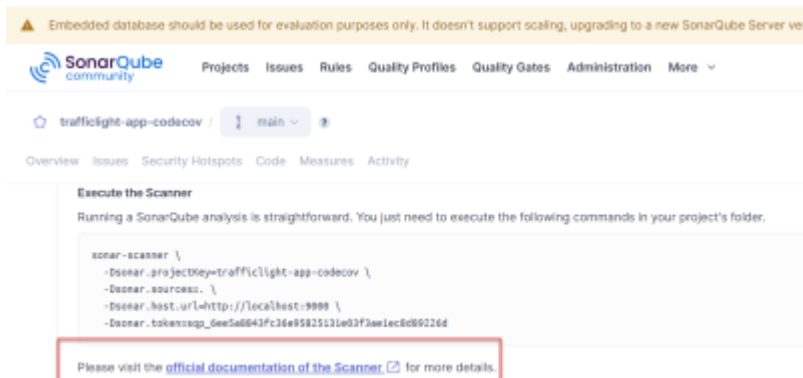 Embedded database should be used for evaluation purposes only. It doesn't support scaling, upgrading to a new SonarQube Server ve
SonarQube community
Projects Issues Rules Quality Profiles Quality Gates Administration More
trafficlight-app-codecov / main ?
Overview Issues Security Hotspots Code Measures Activity
Execute the Scanner
Running a SonarQube analysis is straightforward. You just need to execute the following commands in your project's folder.
sonar-scanner \
-Dsonar.projectKey=trafficlight-app-codecov \
-Dsonar.sources=. \
-Dsonar.host.url=http://localhost:9000 \
Please visit the official documentation of the Scanner for more details.